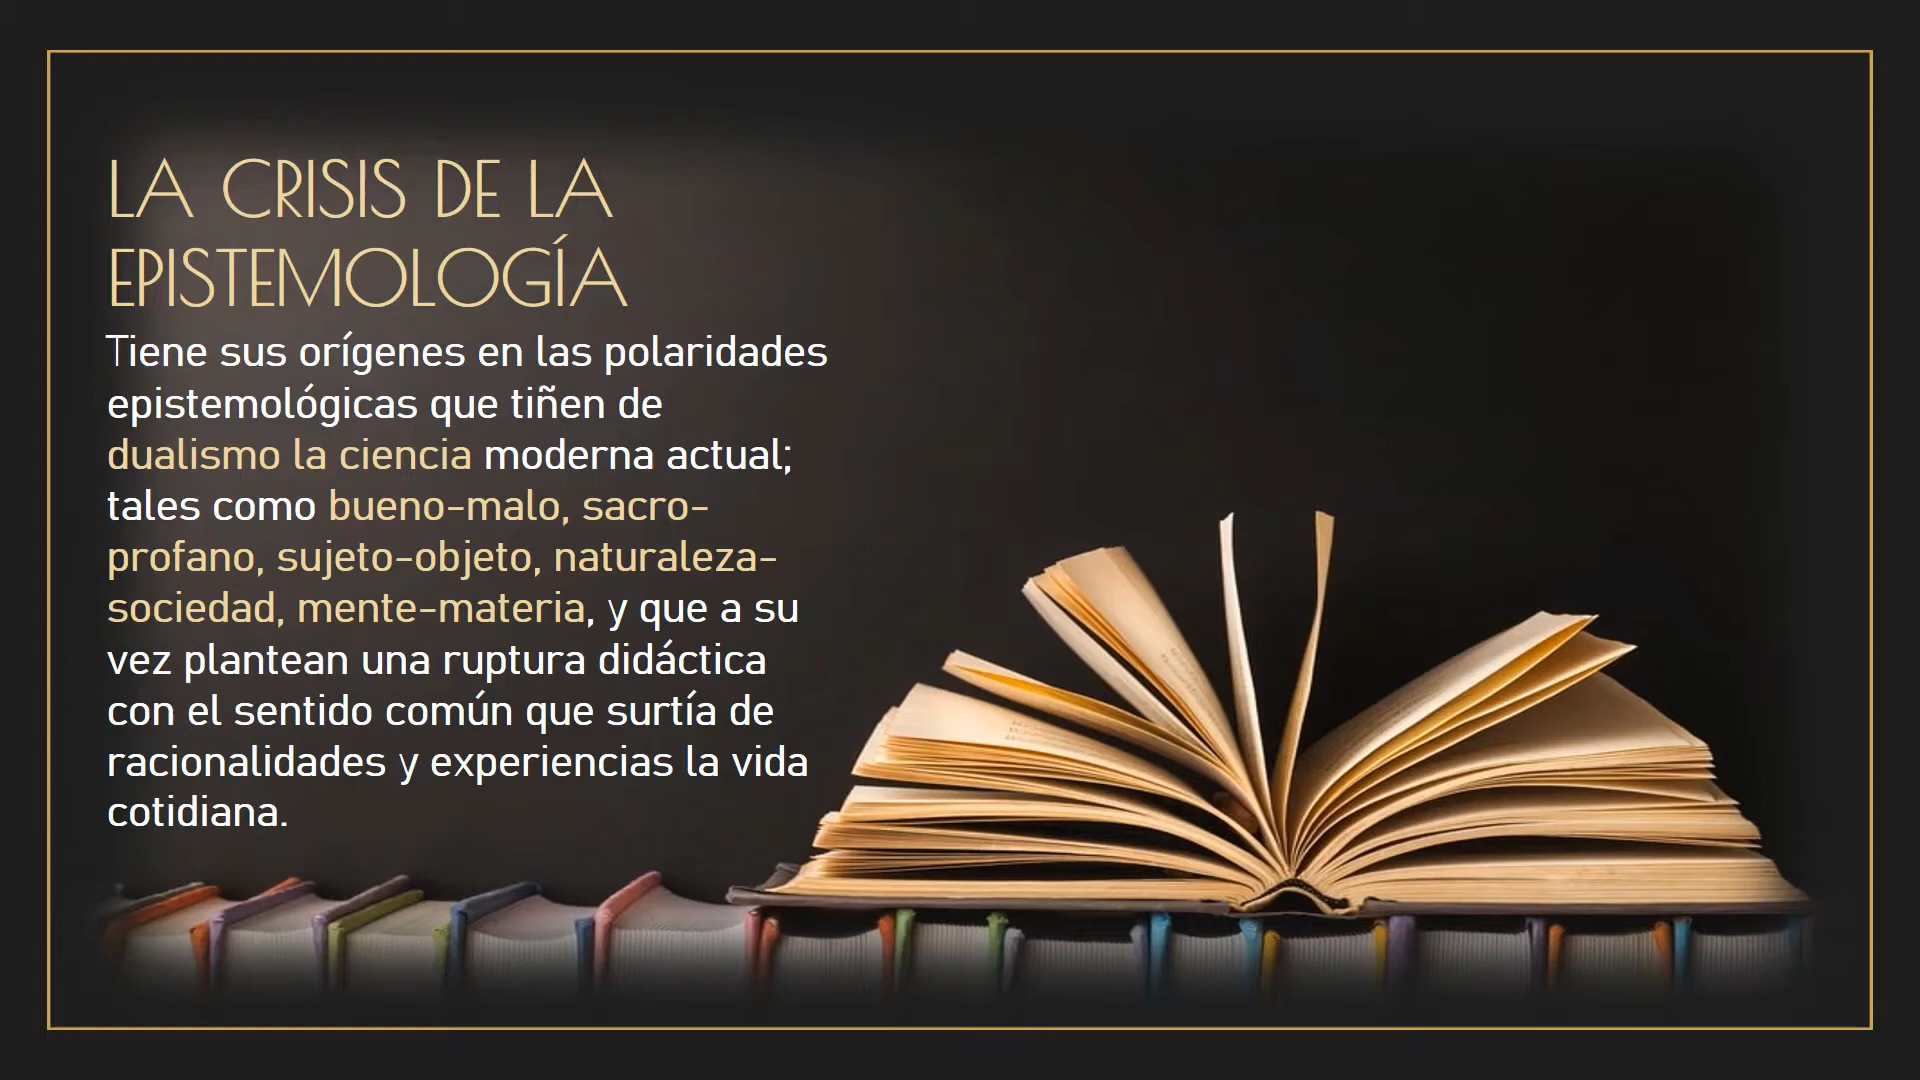 LA CRISIS DE LA
EPISTEMOLOGÍA
Tiene sus orígenes en las polaridades
epistemológicas que tiñen de
dualismo la ciencia moderna actual;
tales como bueno-malo, sacro-
profano, sujeto-objeto, naturaleza-
sociedad, mente-materia, y que a su
vez plantean una ruptura didáctica
con el sentido común que surtía de
racionalidades y experiencias la vida
cotidiana.